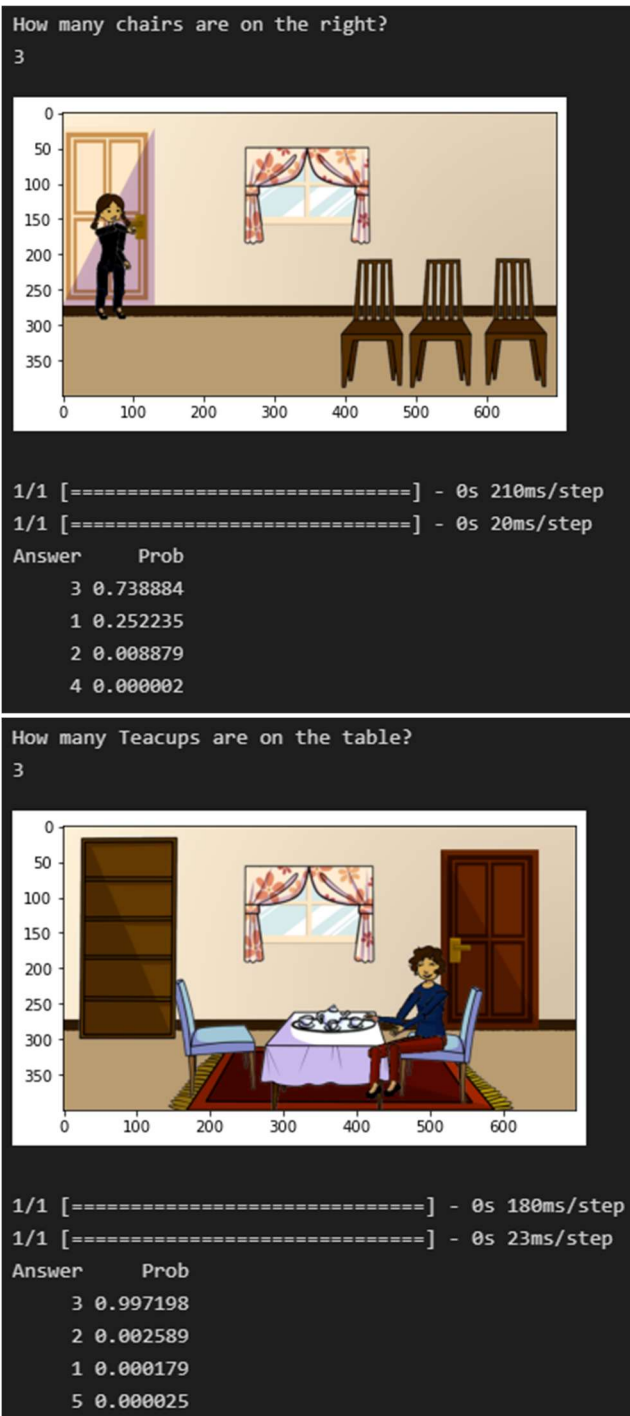 How many chairs are on the right?
3
0
50
100
150
200
250
300
350
0 100 200 300 400 500 600
1/1 [==============================] - 0s 210ms/step
1/1 [==============================] - 0s 20ms/step
Answer Prob
3 0.738884
1 0.252235
2 0.008879
4 0.000002
How many Teacups are on the table?
3
0
50
100
150
200
250
300
350
0 100 200 300 400 500 600
1/1 [==============================] - 0s 180ms/step
1/1 [==============================] - 0s 23ms/step
Answer Prob
3 0.997198
2 0.002589
1 0.000179
5 0.000025